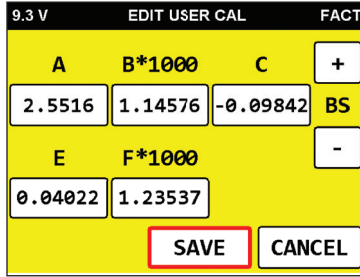 9.3 V EDIT USER CAL FACT
A B*1000 C +
2.5516 1.14576 -0.09842 BS
E F*1000 -
0.04022 1.23537
SAVE CANCEL